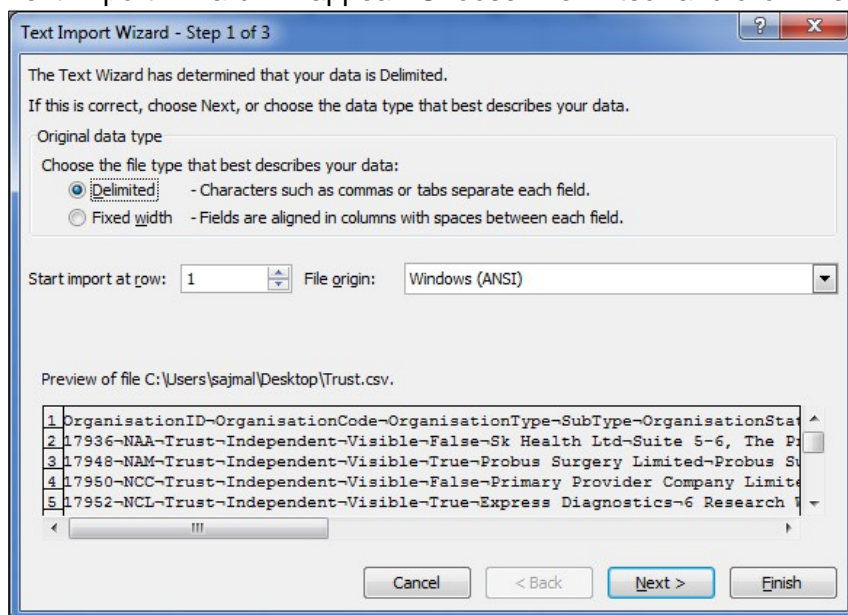 Text Import Wizard - Step 1 of 3
The Text Wizard has determined that your data is Delimited.
If this is correct, choose Next, or choose the data type that best describes your data.
Original data type
Choose the file type that best describes your data:
Delimited - Characters such as commas or tabs separate each field.
Fixed width - Fields are aligned in columns with spaces between each field.
Start import at row: 1 File origin: Windows (ANSI)
Preview of file C:\Users\sajmal\Desktop\Trust.csv.
1 OrganisationID¬OrganisationCode¬OrganisationType¬SubType¬OrganisationStat
2 17936¬NAA¬Trust¬Independent¬Visible¬False¬Sk Health Ltd¬Suite 5-6, The P
3 17948¬NAM¬Trust¬Independent¬Visible¬True¬Probus Surgery Limited¬Probus Su
4 17950¬NCC¬Trust¬Independent¬Visible¬False¬Primary Provider Company Limite
5 17952¬NCL¬Trust¬Independent¬Visible¬True¬Express Diagnostics¬6 Research
Cancel < Back Next > Finish